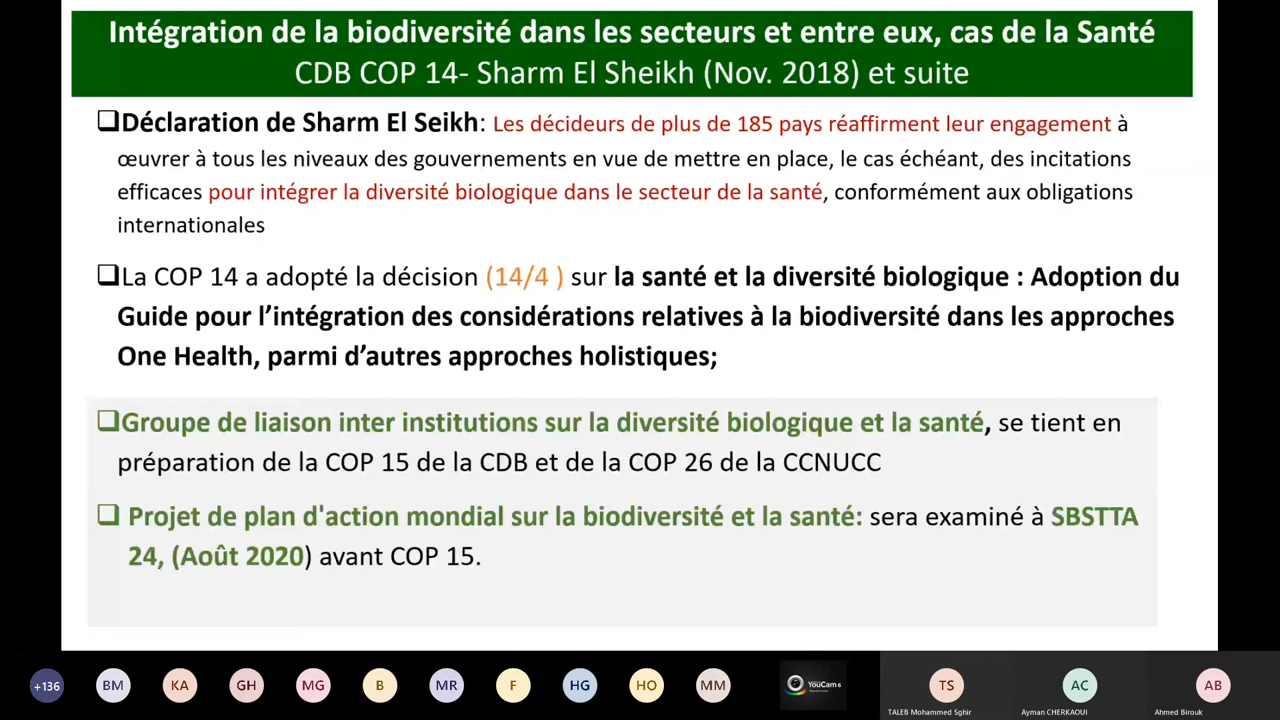 Intégration de la biodiversité dans les secteurs et entre eux, cas de la Santé
CDB COP 14- Sharm El Sheikh (Nov. 2018) et suite
❑Déclaration de Sharm El Seikh: Les décideurs de plus de 185 pays réaffirment leur engagement à
œuvrer à tous les niveaux des gouvernements en vue de mettre en place, le cas échéant, des incitations
efficaces pour intégrer la diversité biologique dans le secteur de la santé, conformément aux obligations
internationales
❑La COP 14 a adopté la décision (14/4 ) sur la santé et la diversité biologique : Adoption du
Guide pour l’intégration des considérations relatives à la biodiversité dans les approches
One Health, parmi d’autres approches holistiques;
❑Groupe de liaison inter institutions sur la diversité biologique et la santé, se tient en
préparation de la COP 15 de la CDB et de la COP 26 de la CCNUCC
❑ Projet de plan d'action mondial sur la biodiversité et la santé: sera examiné à SBSTTA
24, (Août 2020) avant COP 15.
+136 BM KA GH MG B MR F HG HO MM YouCam 6 TS AC AB
TALEB Mohammed Sghir Ayman CHERKAOUI Ahmed Birouk